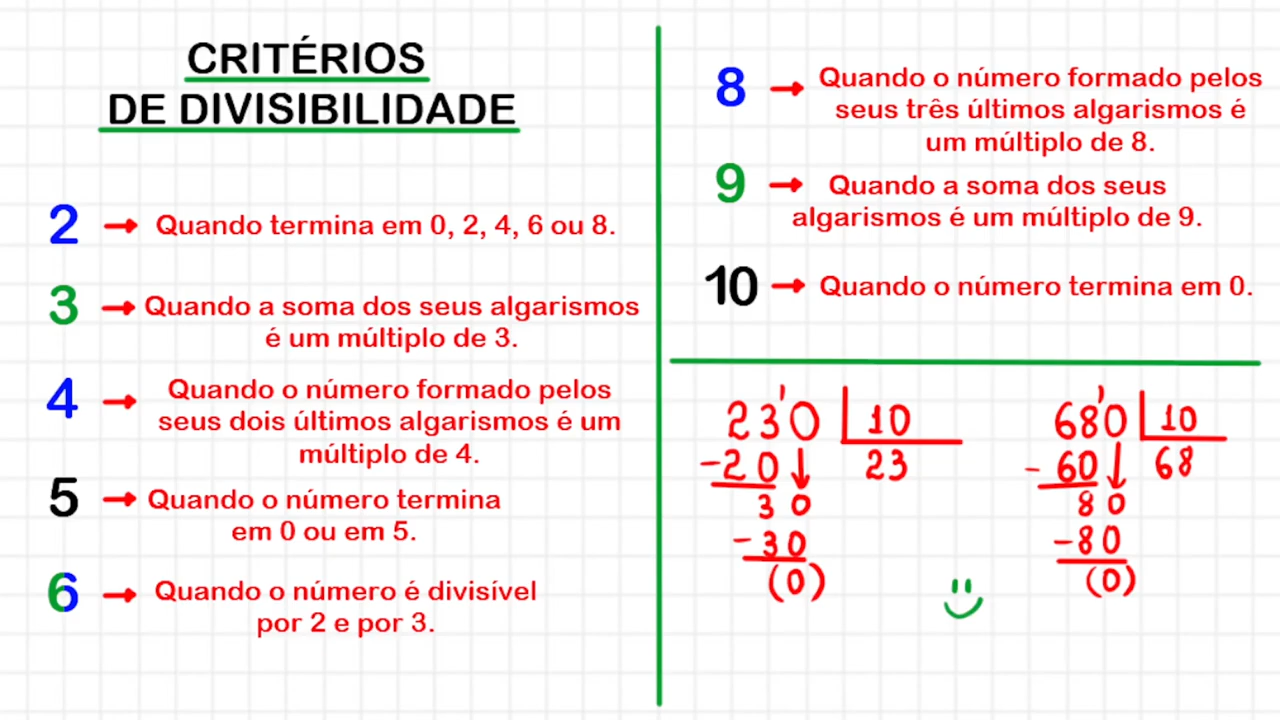 CRITÉRIOS
DE DIVISIBILIDADE
2 → Quando termina em 0, 2, 4, 6 ou 8.
3 → Quando a soma dos seus algarismos
é um múltiplo de 3.
4 → Quando o número formado pelos
seus dois últimos algarismos é um
múltiplo de 4.
5 → Quando o número termina
em 0 ou em 5.
6 → Quando o número é divisível
por 2 e por 3.
8 → Quando o número formado pelos
seus três últimos algarismos é
um múltiplo de 8.
9 → Quando a soma dos seus
algarismos é um múltiplo de 9.
10 → Quando o número termina em 0.
23'0 10
-20 ↓ 23
30
-30
(0)
68'0 10
-60 ↓ 68
80
-80
(0)